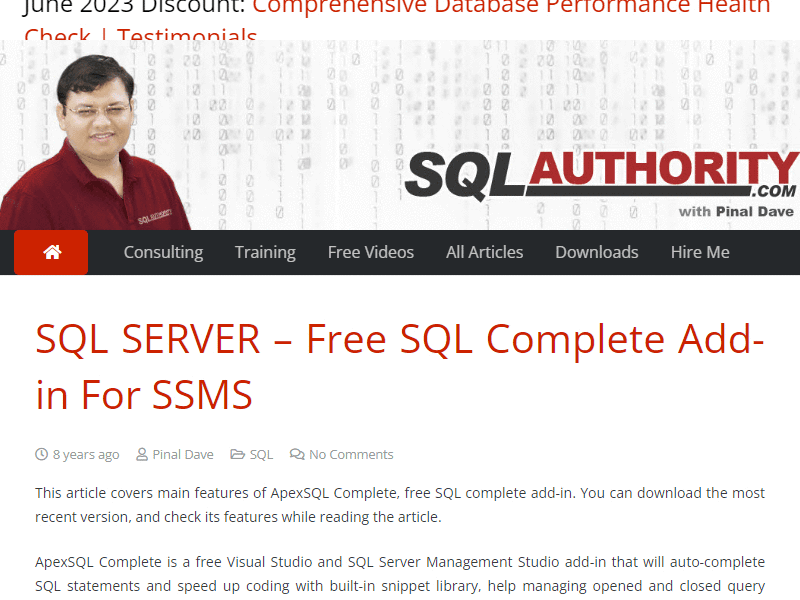 June 2023 Discount: Comprehensive Database Performance Health
Check | Testimonials
SQLAUTHORITY
.COM
with Pinal Dave
SQLAUTHORITY
Consulting Training Free Videos All Articles Downloads Hire Me
SQL SERVER – Free SQL Complete Add-
in For SSMS
8 years ago Pinal Dave SQL No Comments
This article covers main features of ApexSQL Complete, free SQL complete add-in. You can download the most
recent version, and check its features while reading the article.
ApexSQL Complete is a free Visual Studio and SQL Server Management Studio add-in that will auto-complete
SQL statements and speed up coding with built-in snippet library, help managing opened and closed query